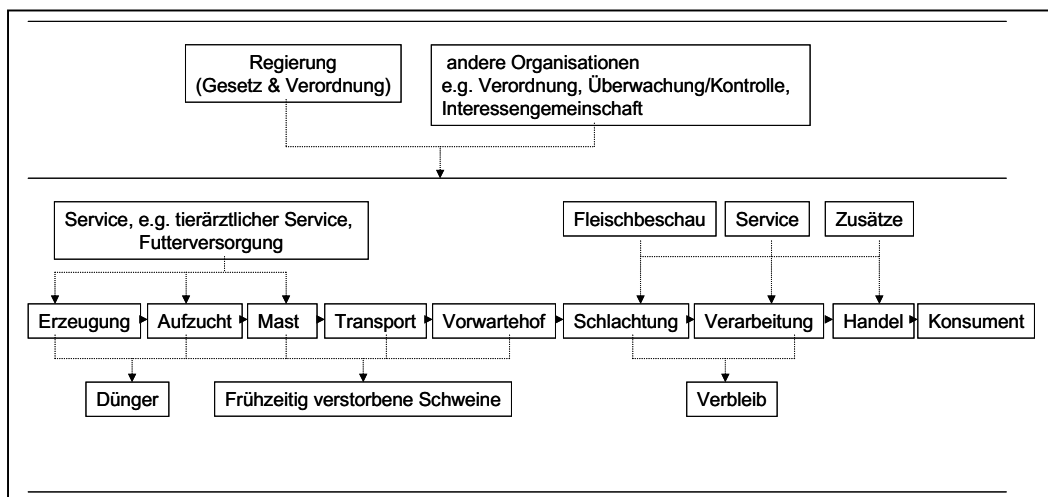 Regierung
(Gesetz & Verordnung)
andere Organisationen
e.g. Verordnung, Überwachung/Kontrolle,
Interessengemeinschaft
Service, e.g. tierärztlicher Service,
Futterversorgung
Fleischbeschau
Service
Zusätze
Erzeugung
Aufzucht
Mast
Transport
Vorwartehof
Schlachtung
Verarbeitung
Handel
Konsument
Dünger
Frühzeitig verstorbene Schweine
Verbleib